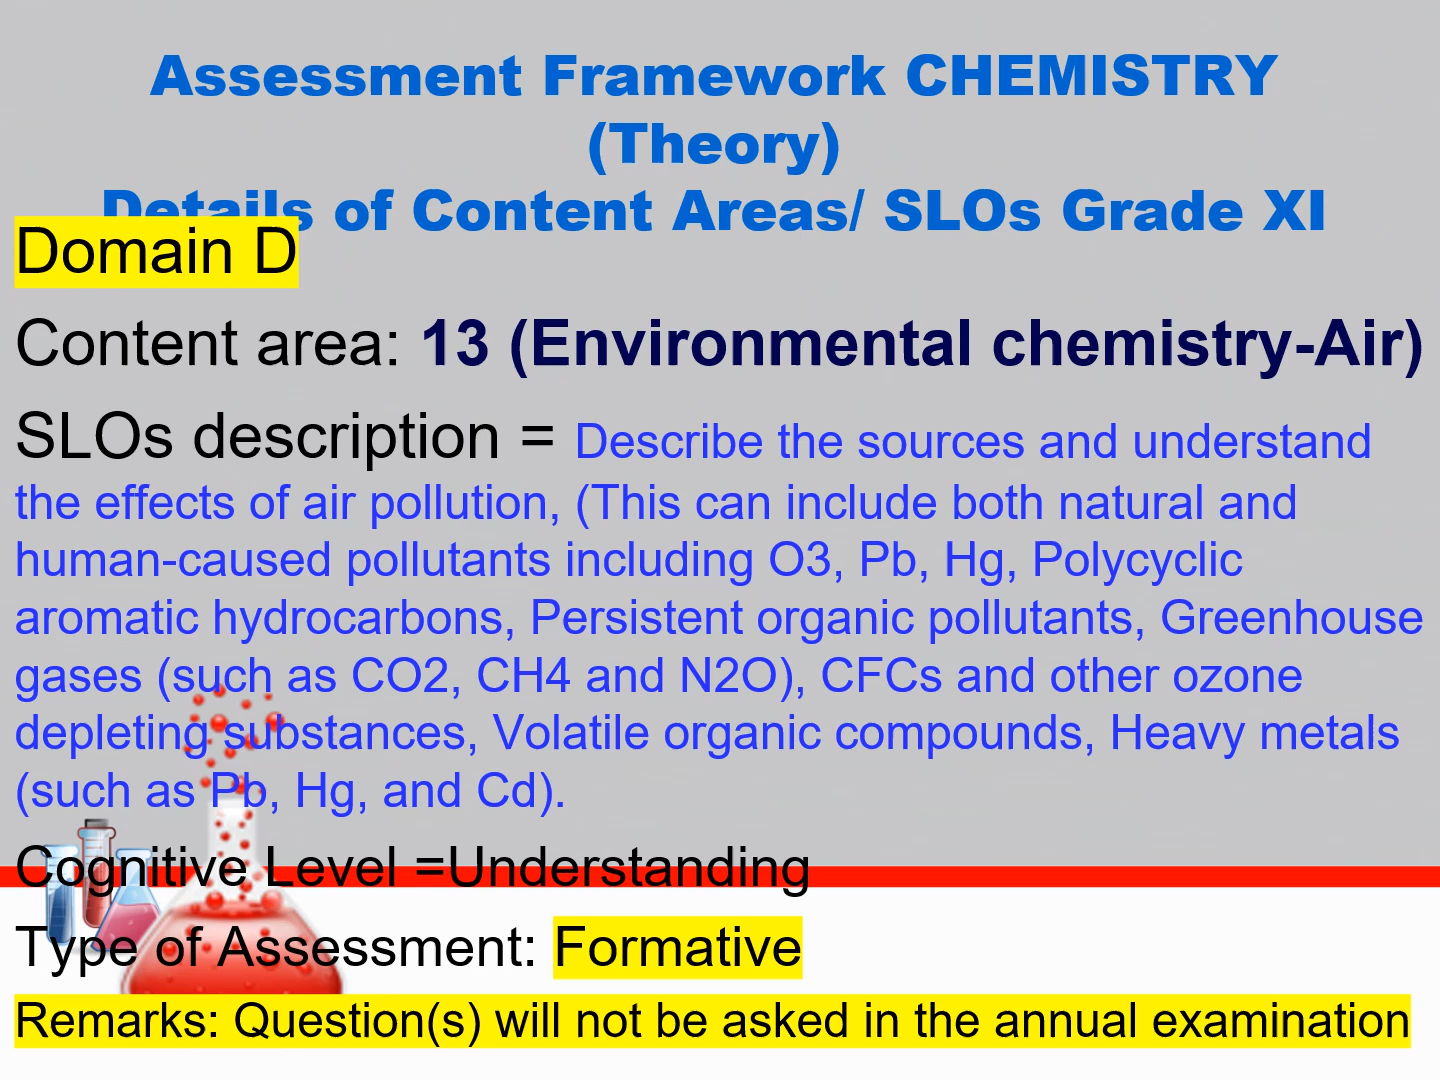 Assessment Framework CHEMISTRY
(Theory)
Details of Content Areas/ SLOs Grade XI
Domain D
Content area: 13 (Environmental chemistry-Air)
SLOs description = Describe the sources and understand
the effects of air pollution, (This can include both natural and
human-caused pollutants including O3, Pb, Hg, Polycyclic
aromatic hydrocarbons, Persistent organic pollutants, Greenhouse
gases (such as CO2, CH4 and N2O), CFCs and other ozone
depleting substances, Volatile organic compounds, Heavy metals
(such as Pb, Hg, and Cd).
Cognitive Level =Understanding
Type of Assessment: Formative
Remarks: Question(s) will not be asked in the annual examination